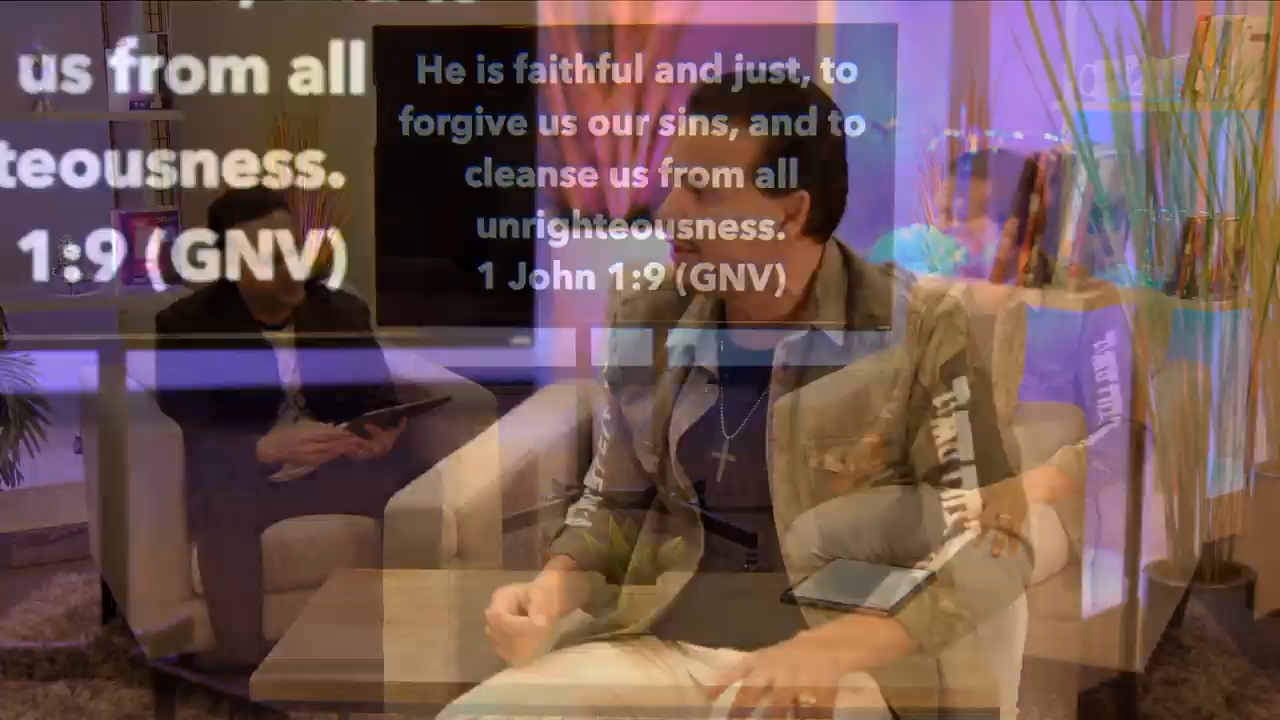 us from all
teousness.
1:9 (GNV)
He is faithful and just, to
forgive us our sins, and to
cleanse us from all
unrighteousness.
1 John 1:9 (GNV)